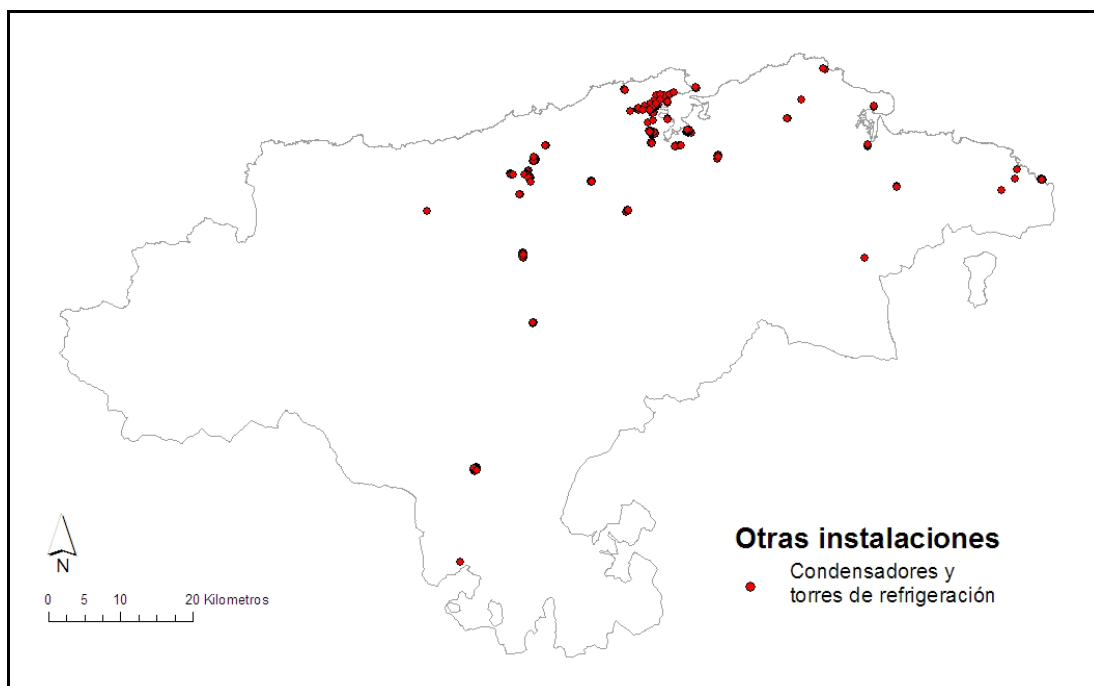 Otras instalaciones
Condensadores y
torres de refrigeración
N
0 5 10 20 Kilometros